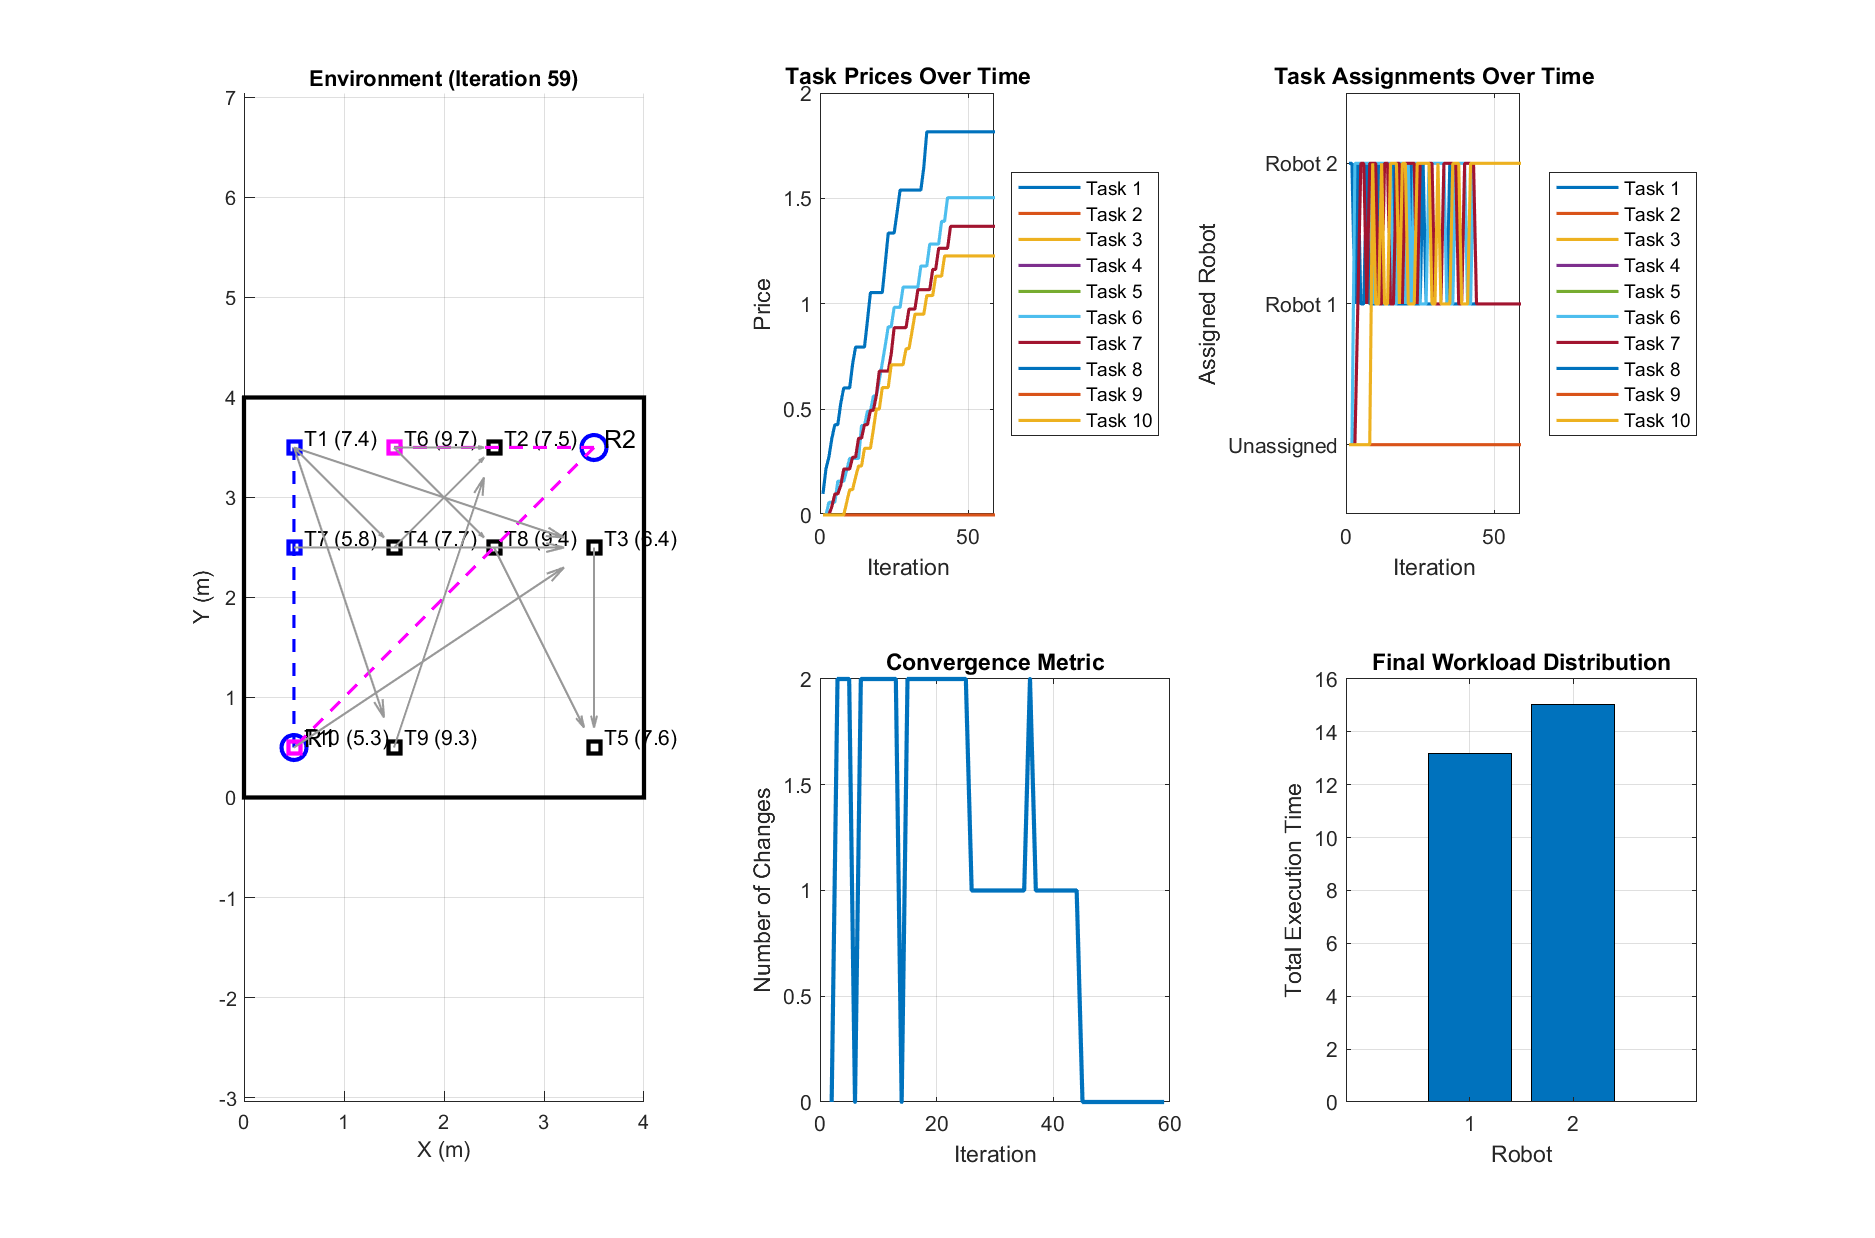 Environment (Iteration 59)
7
6
5
4
3
2
1
0
-1
-2
-3
0
1
2
3
4
X (m)
Y (m)
T1 (7.4)
T6 (9.7)
T2 (7.5)
R2
T7 (5.8)
T4 (7.7)
T8 (9.4)
T3 (6.4)
R1
T10 (5.3)
T9 (9.3)
T5 (7.6)
Task Prices Over Time
2
1.5
1
0.5
0
0
50
Iteration
Price
Task 1
Task 2
Task 3
Task 4
Task 5
Task 6
Task 7
Task 8
Task 9
Task 10
Task Assignments Over Time
Robot 2
Robot 1
Unassigned
0
50
Iteration
Assigned Robot
Task 1
Task 2
Task 3
Task 4
Task 5
Task 6
Task 7
Task 8
Task 9
Task 10
Convergence Metric
2
1.5
1
0.5
0
0
20
40
60
Iteration
Number of Changes
Final Workload Distribution
16
14
12
10
8
6
4
2
0
1
2
Robot
Total Execution Time